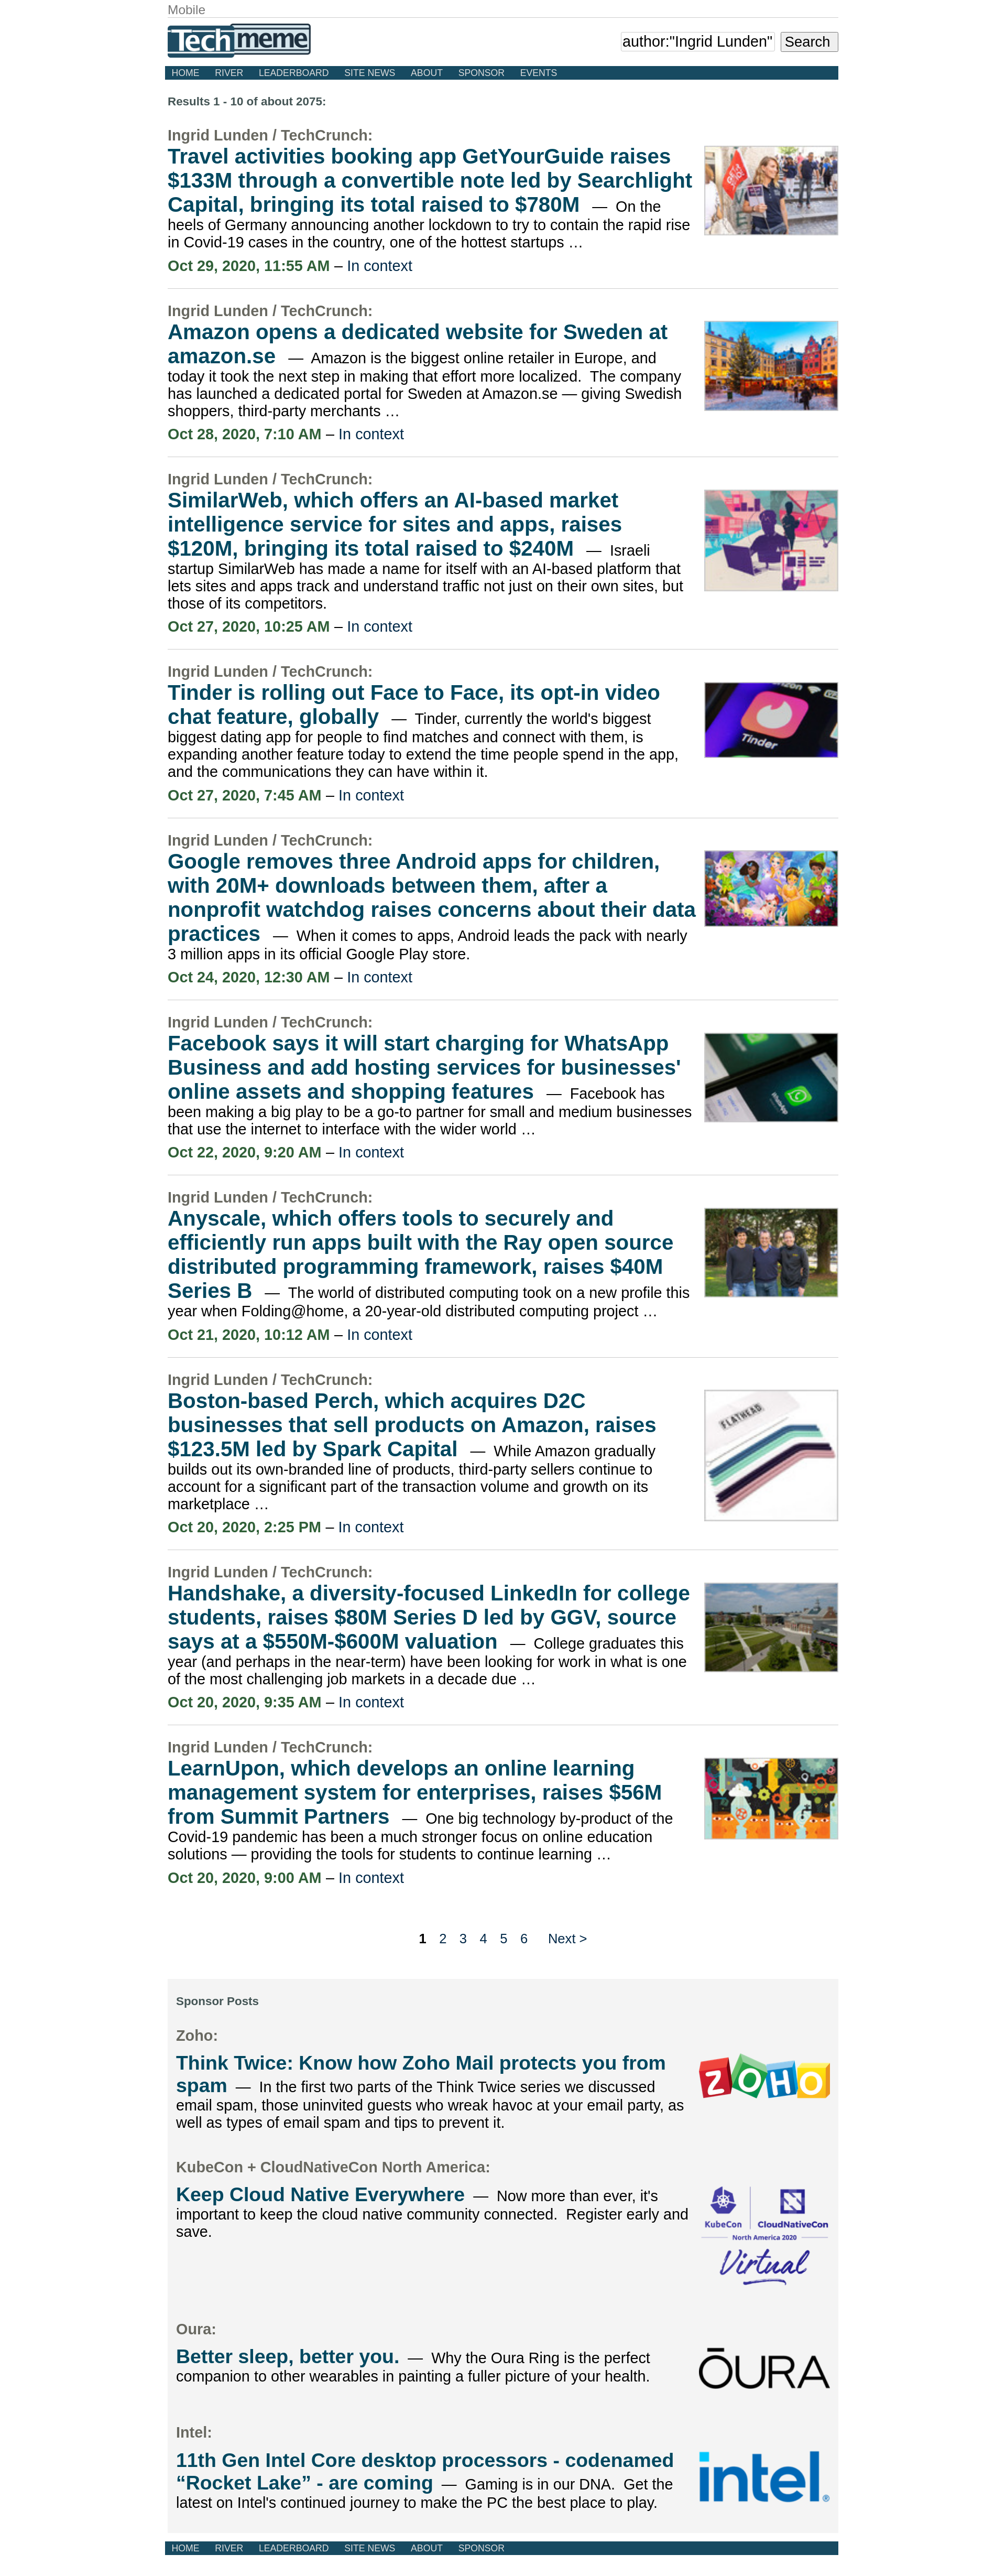 Mobile
Techmeme
author:"Ingrid Lunden" Search
HOME RIVER LEADERBOARD SITE NEWS ABOUT SPONSOR EVENTS
Results 1 - 10 of about 2075:
Ingrid Lunden / TechCrunch:
Travel activities booking app GetYourGuide raises
$133M through a convertible note led by Searchlight
Capital, bringing its total raised to $780M — On the
heels of Germany announcing another lockdown to try to contain the rapid rise
in Covid-19 cases in the country, one of the hottest startups …
Oct 29, 2020, 11:55 AM – In context
Ingrid Lunden / TechCrunch:
Amazon opens a dedicated website for Sweden at
amazon.se — Amazon is the biggest online retailer in Europe, and
today it took the next step in making that effort more localized. The company
has launched a dedicated portal for Sweden at Amazon.se — giving Swedish
shoppers, third-party merchants …
Oct 28, 2020, 7:10 AM – In context
Ingrid Lunden / TechCrunch:
SimilarWeb, which offers an AI-based market
intelligence service for sites and apps, raises
$120M, bringing its total raised to $240M — Israeli
startup SimilarWeb has made a name for itself with an AI-based platform that
lets sites and apps track and understand traffic not just on their own sites, but
those of its competitors.
Oct 27, 2020, 10:25 AM – In context
Ingrid Lunden / TechCrunch:
Tinder is rolling out Face to Face, its opt-in video
chat feature, globally — Tinder, currently the world's biggest
biggest dating app for people to find matches and connect with them, is
expanding another feature today to extend the time people spend in the app,
and the communications they can have within it.
Tinder
Oct 27, 2020, 7:45 AM – In context
Ingrid Lunden / TechCrunch:
Google removes three Android apps for children,
with 20M+ downloads between them, after a
nonprofit watchdog raises concerns about their data
practices — When it comes to apps, Android leads the pack with nearly
3 million apps in its official Google Play store.
Oct 24, 2020, 12:30 AM – In context
Ingrid Lunden / TechCrunch:
Facebook says it will start charging for WhatsApp
Business and add hosting services for businesses'
online assets and shopping features — Facebook has
been making a big play to be a go-to partner for small and medium businesses
that use the internet to interface with the wider world …
WhatsApp
Oct 22, 2020, 9:20 AM – In context
Ingrid Lunden / TechCrunch:
Anyscale, which offers tools to securely and
efficiently run apps built with the Ray open source
distributed programming framework, raises $40M
Series B — The world of distributed computing took on a new profile this
year when Folding@home, a 20-year-old distributed computing project …
Oct 21, 2020, 10:12 AM – In context
Ingrid Lunden / TechCrunch:
Boston-based Perch, which acquires D2C
businesses that sell products on Amazon, raises
$123.5M led by Spark Capital — While Amazon gradually
builds out its own-branded line of products, third-party sellers continue to
account for a significant part of the transaction volume and growth on its
marketplace …
FLATHEAD
Oct 20, 2020, 2:25 PM – In context
Ingrid Lunden / TechCrunch:
Handshake, a diversity-focused LinkedIn for college
students, raises $80M Series D led by GGV, source
says at a $550M-$600M valuation — College graduates this
year (and perhaps in the near-term) have been looking for work in what is one
of the most challenging job markets in a decade due …
Oct 20, 2020, 9:35 AM – In context
Ingrid Lunden / TechCrunch:
LearnUpon, which develops an online learning
management system for enterprises, raises $56M
from Summit Partners — One big technology by-product of the
Covid-19 pandemic has been a much stronger focus on online education
solutions — providing the tools for students to continue learning …
Oct 20, 2020, 9:00 AM – In context
1 2 3 4 5 6 Next >
Sponsor Posts
Zoho:
Think Twice: Know how Zoho Mail protects you from
spam — In the first two parts of the Think Twice series we discussed
email spam, those uninvited guests who wreak havoc at your email party, as
well as types of email spam and tips to prevent it.
ZOHO
KubeCon + CloudNativeCon North America:
Keep Cloud Native Everywhere — Now more than ever, it's
important to keep the cloud native community connected. Register early and
save.
KubeCon CloudNativeCon
North America 2020
Virtual
Oura:
Better sleep, better you. — Why the Oura Ring is the perfect
companion to other wearables in painting a fuller picture of your health.
ŌURA
Intel:
11th Gen Intel Core desktop processors - codenamed
“Rocket Lake” - are coming — Gaming is in our DNA. Get the
latest on Intel's continued journey to make the PC the best place to play.
intel®
HOME RIVER LEADERBOARD SITE NEWS ABOUT SPONSOR